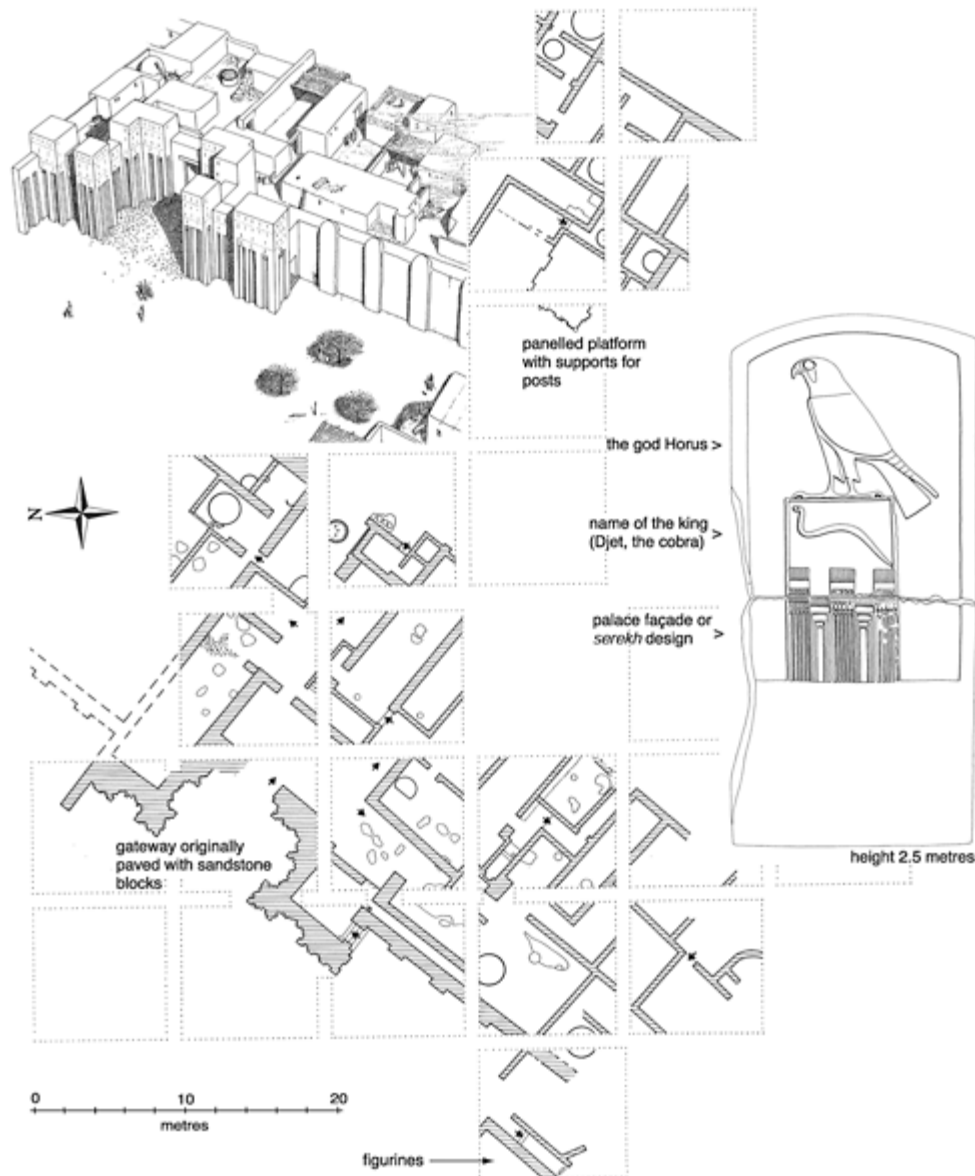 panelled platform
with supports for
posts
the god Horus >
name of the king >
(Djet, the cobra)
palace façade or >
serekh design
N
gateway originally
paved with sandstone
blocks
height 2.5 metres
0 10 20
metres
figurines